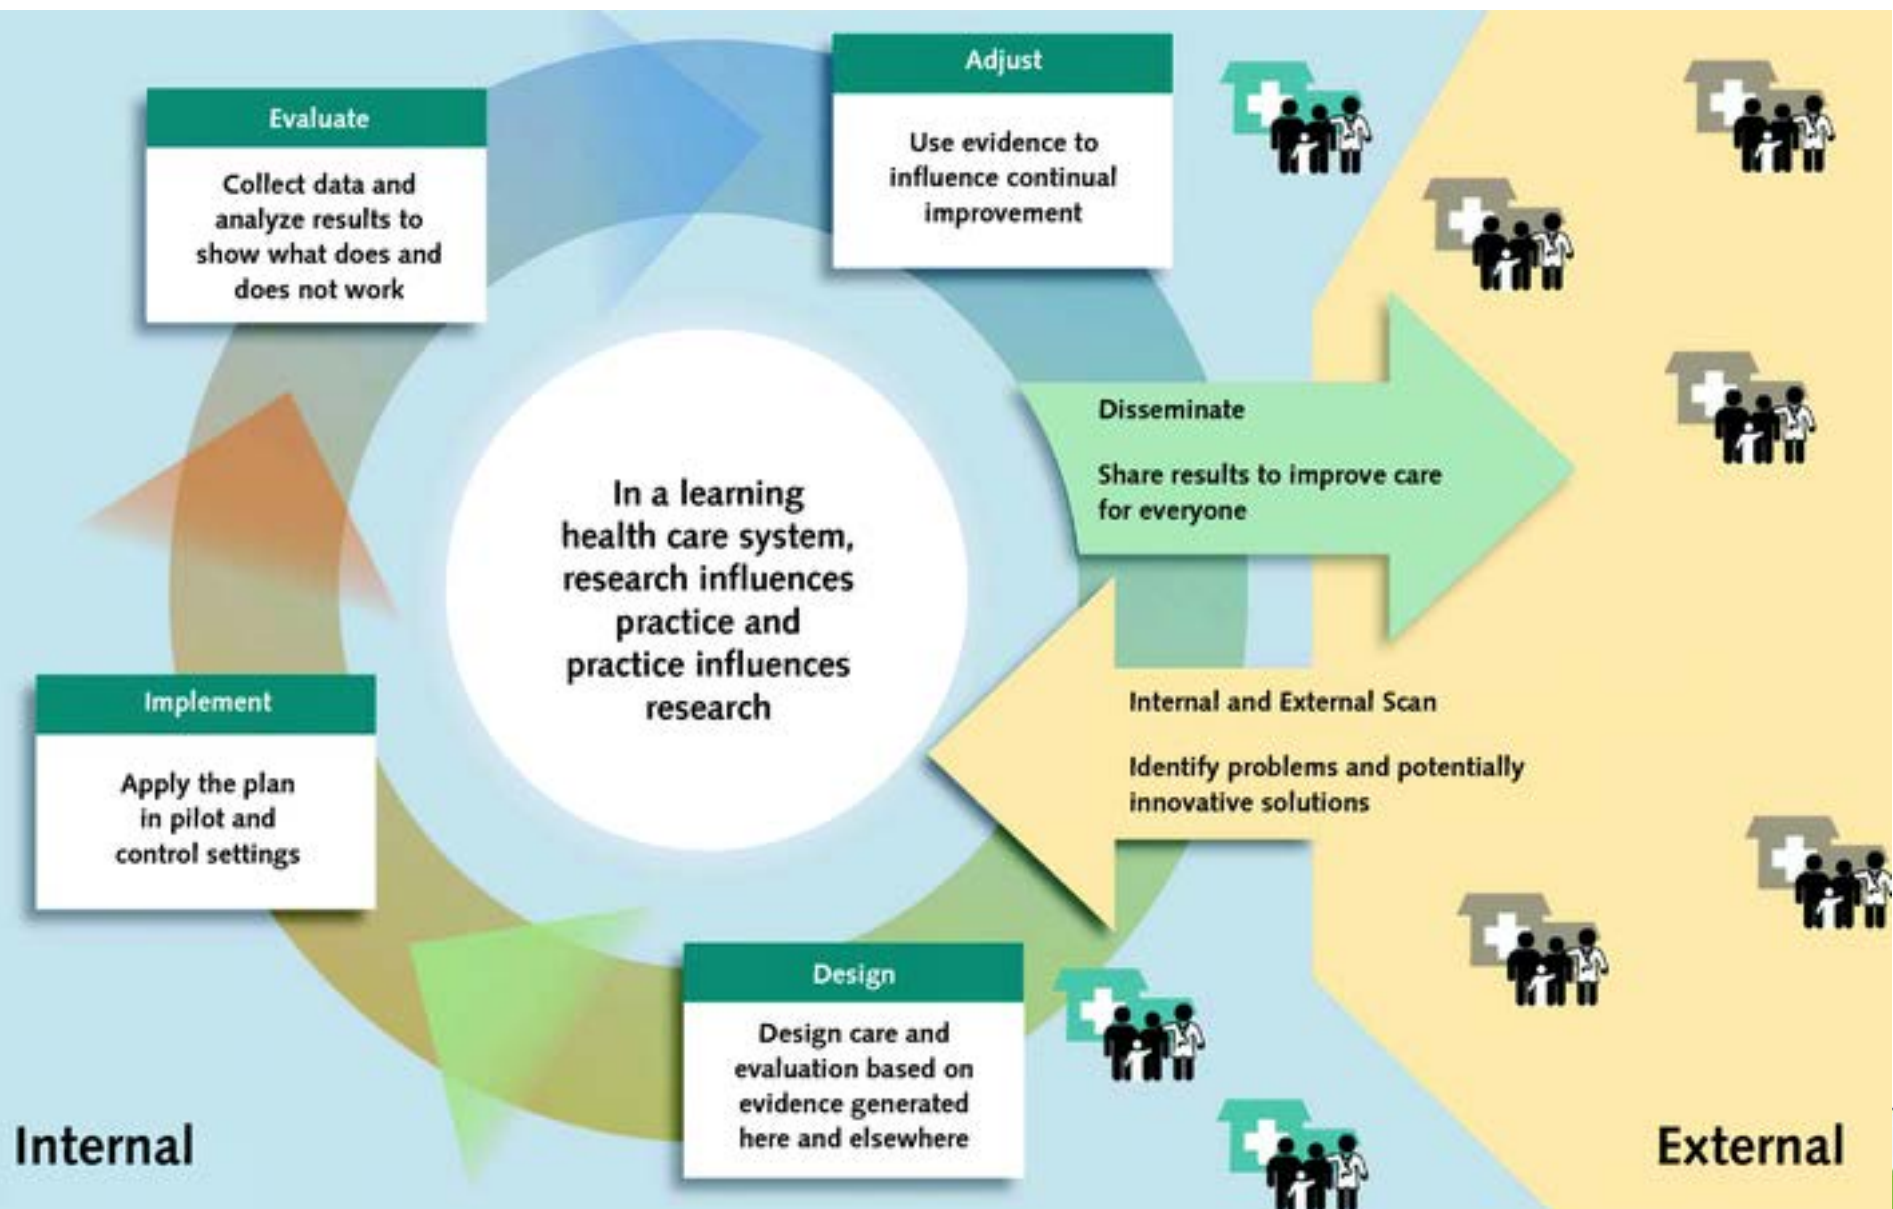 Evaluate
Collect data and
analyze results to
show what does and
does not work
Adjust
Use evidence to
influence continual
improvement
Disseminate
Share results to improve care
for everyone
In a learning
health care system,
research influences
practice and
practice influences
research
Internal and External Scan
Identify problems and potentially
innovative solutions
Implement
Apply the plan
in pilot and
control settings
Design
Design care and
evaluation based on
evidence generated
here and elsewhere
Internal
External